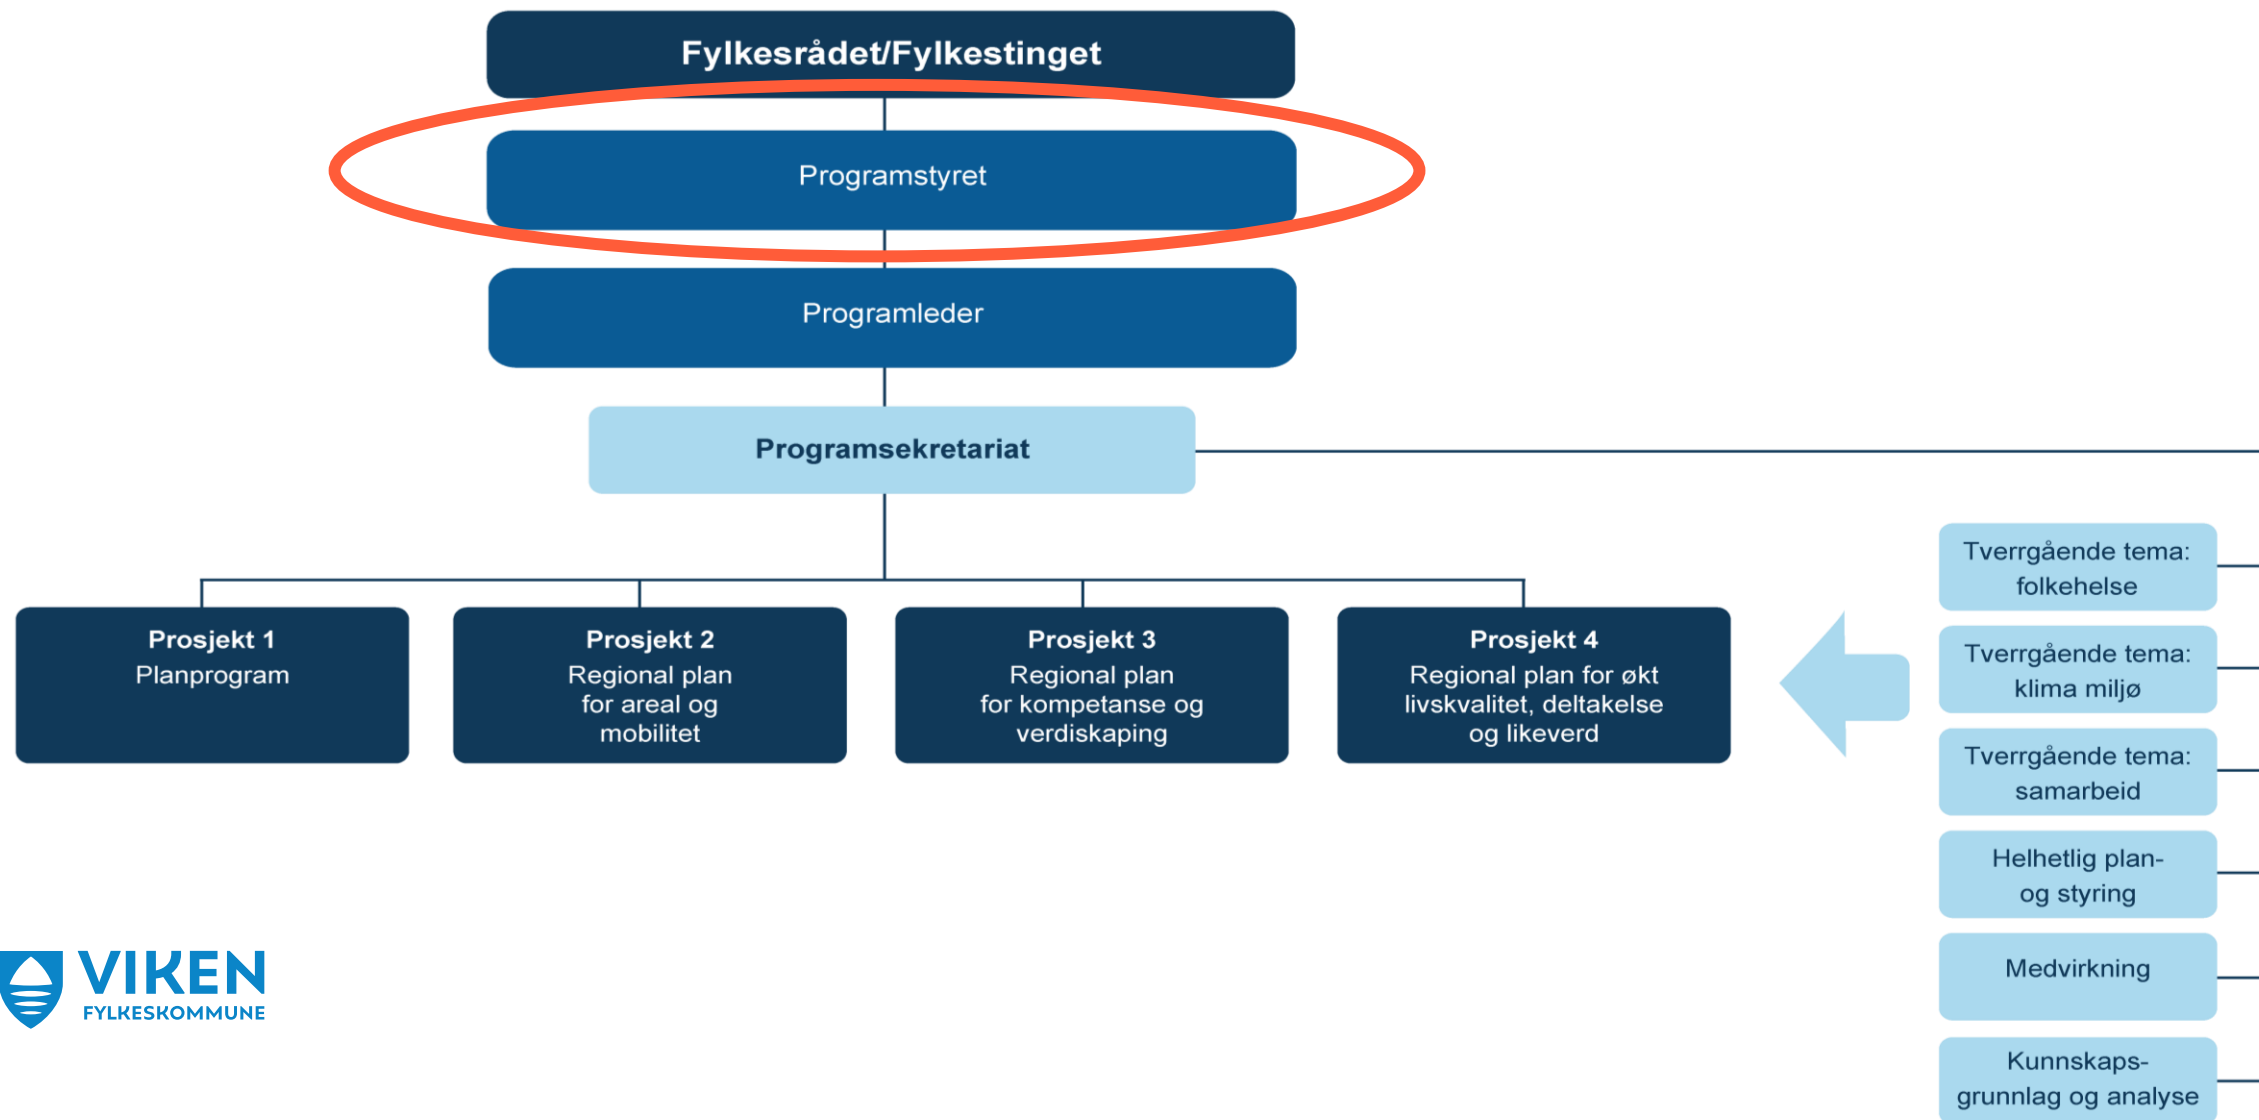 Fylkesrådet/Fylkestinget
Programstyret
Programleder
Programsekretariat
Prosjekt 1
Planprogram
Prosjekt 2
Regional plan
for areal og
mobilitet
Prosjekt 3
Regional plan
for kompetanse og
verdiskaping
Prosjekt 4
Regional plan for økt
livskvalitet, deltakelse
og likeverd
Tverrgående tema:
folkehelse
Tverrgående tema:
klima miljø
Tverrgående tema:
samarbeid
Helhetlig plan-
og styring
Medvirkning
Kunnskaps-
grunnlag og analyse
VIKEN
FYLKESKOMMUNE